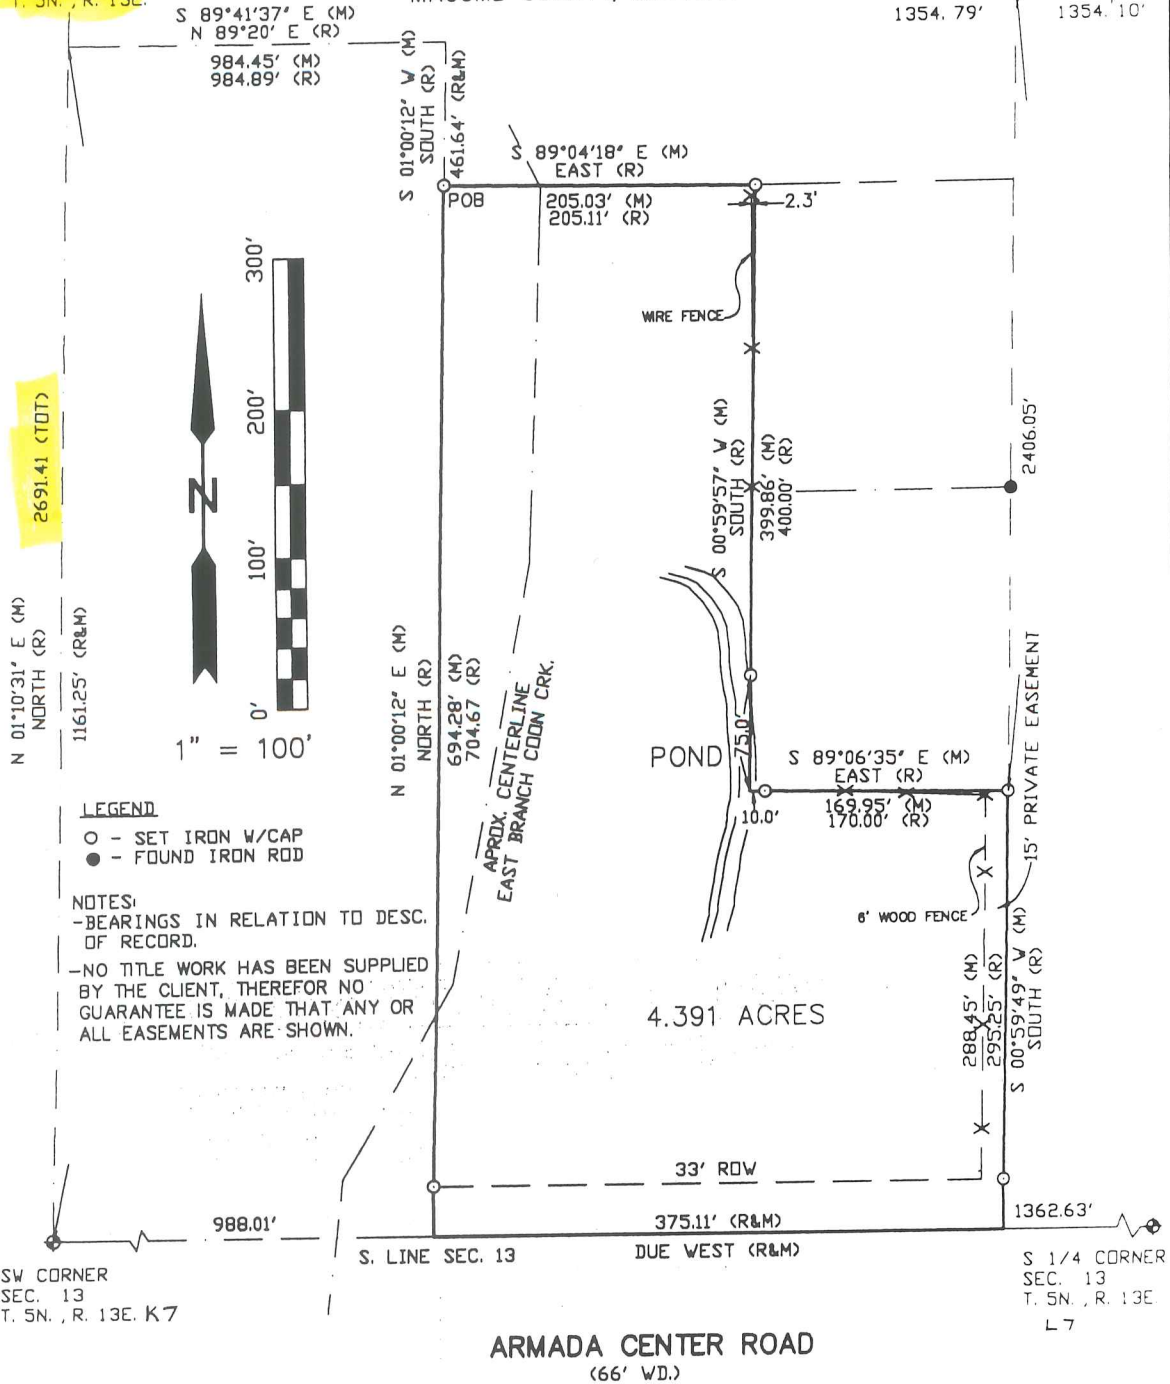 S 89°41'37" E (M)
N 89°20' E (R)
984.45' (M)
984.89' (R)
1354.79'
1354.10'
S 01°00'12" W (M)
SOUTH (R)
461.64' (R&M)
S 89°04'18" E (M)
EAST (R)
POB
205.03' (M)
205.11' (R)
2.3'
WIRE FENCE
300'
200'
100'
0'
N
1" = 100'
2691.41 (TOT)
N 01°10'31" E (M)
NORTH (R)
1161.25' (R&M)
N 01°00'12" E (M)
NORTH (R)
694.28' (M)
704.67 (R)
APROX. CENTERLINE
EAST BRANCH COON CRK.
S 00°59'57" W (M)
SOUTH (R)
399.86' (M)
400.00' (R)
2406.05'
POND
75.0'
10.0'
S 89°06'35" E (M)
EAST (R)
169.95' (M)
170.00' (R)
15' PRIVATE EASEMENT
6' WOOD FENCE
288.45' (M)
295.25' (R)
S 00°59'49" W (M)
SOUTH (R)
LEGEND
- SET IRON W/CAP
- FOUND IRON ROD
NOTES:
-BEARINGS IN RELATION TO DESC.
OF RECORD.
-NO TITLE WORK HAS BEEN SUPPLIED
BY THE CLIENT, THEREFOR NO
GUARANTEE IS MADE THAT ANY OR
ALL EASEMENTS ARE SHOWN.
4.391 ACRES
33' ROW
988.01'
375.11' (R&M)
1362.63'
S. LINE SEC. 13
DUE WEST (R&M)
SW CORNER
SEC. 13
T. 5N., R. 13E. K7
S 1/4 CORNER
SEC. 13
T. 5N., R. 13E
L7
ARMADA CENTER ROAD
(66' WD.)